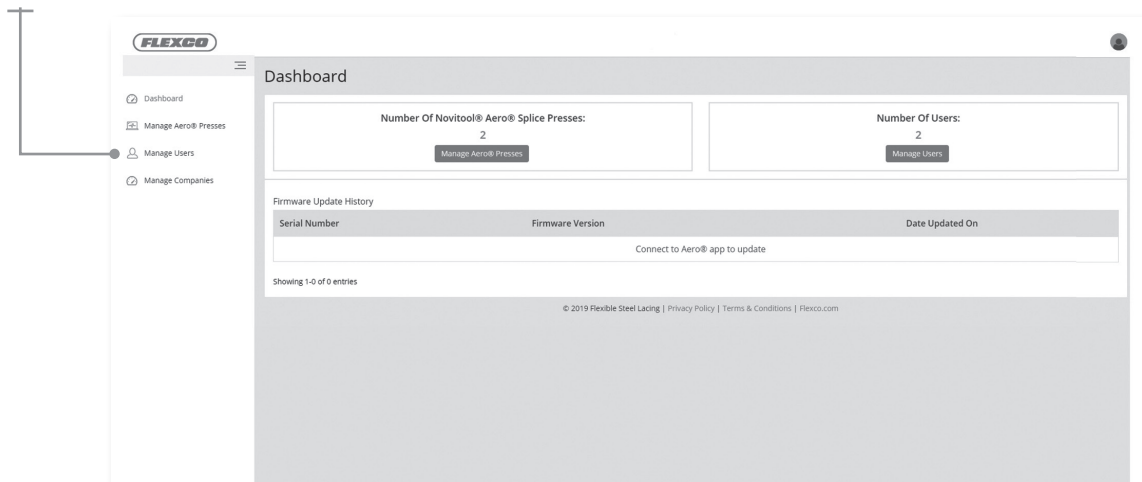 FLEXCO
Dashboard
Dashboard
Manage Aero® Presses
Manage Users
Manage Companies
Number Of Novitool® Aero® Splice Presses:
2
Manage Aero® Presses
Number Of Users:
2
Manage Users
Firmware Update History
Serial Number Firmware Version Date Updated On
Connect to Aero® app to update
Showing 1-0 of 0 entries
© 2019 Flexible Steel Lacing | Privacy Policy | Terms & Conditions | Flexco.com